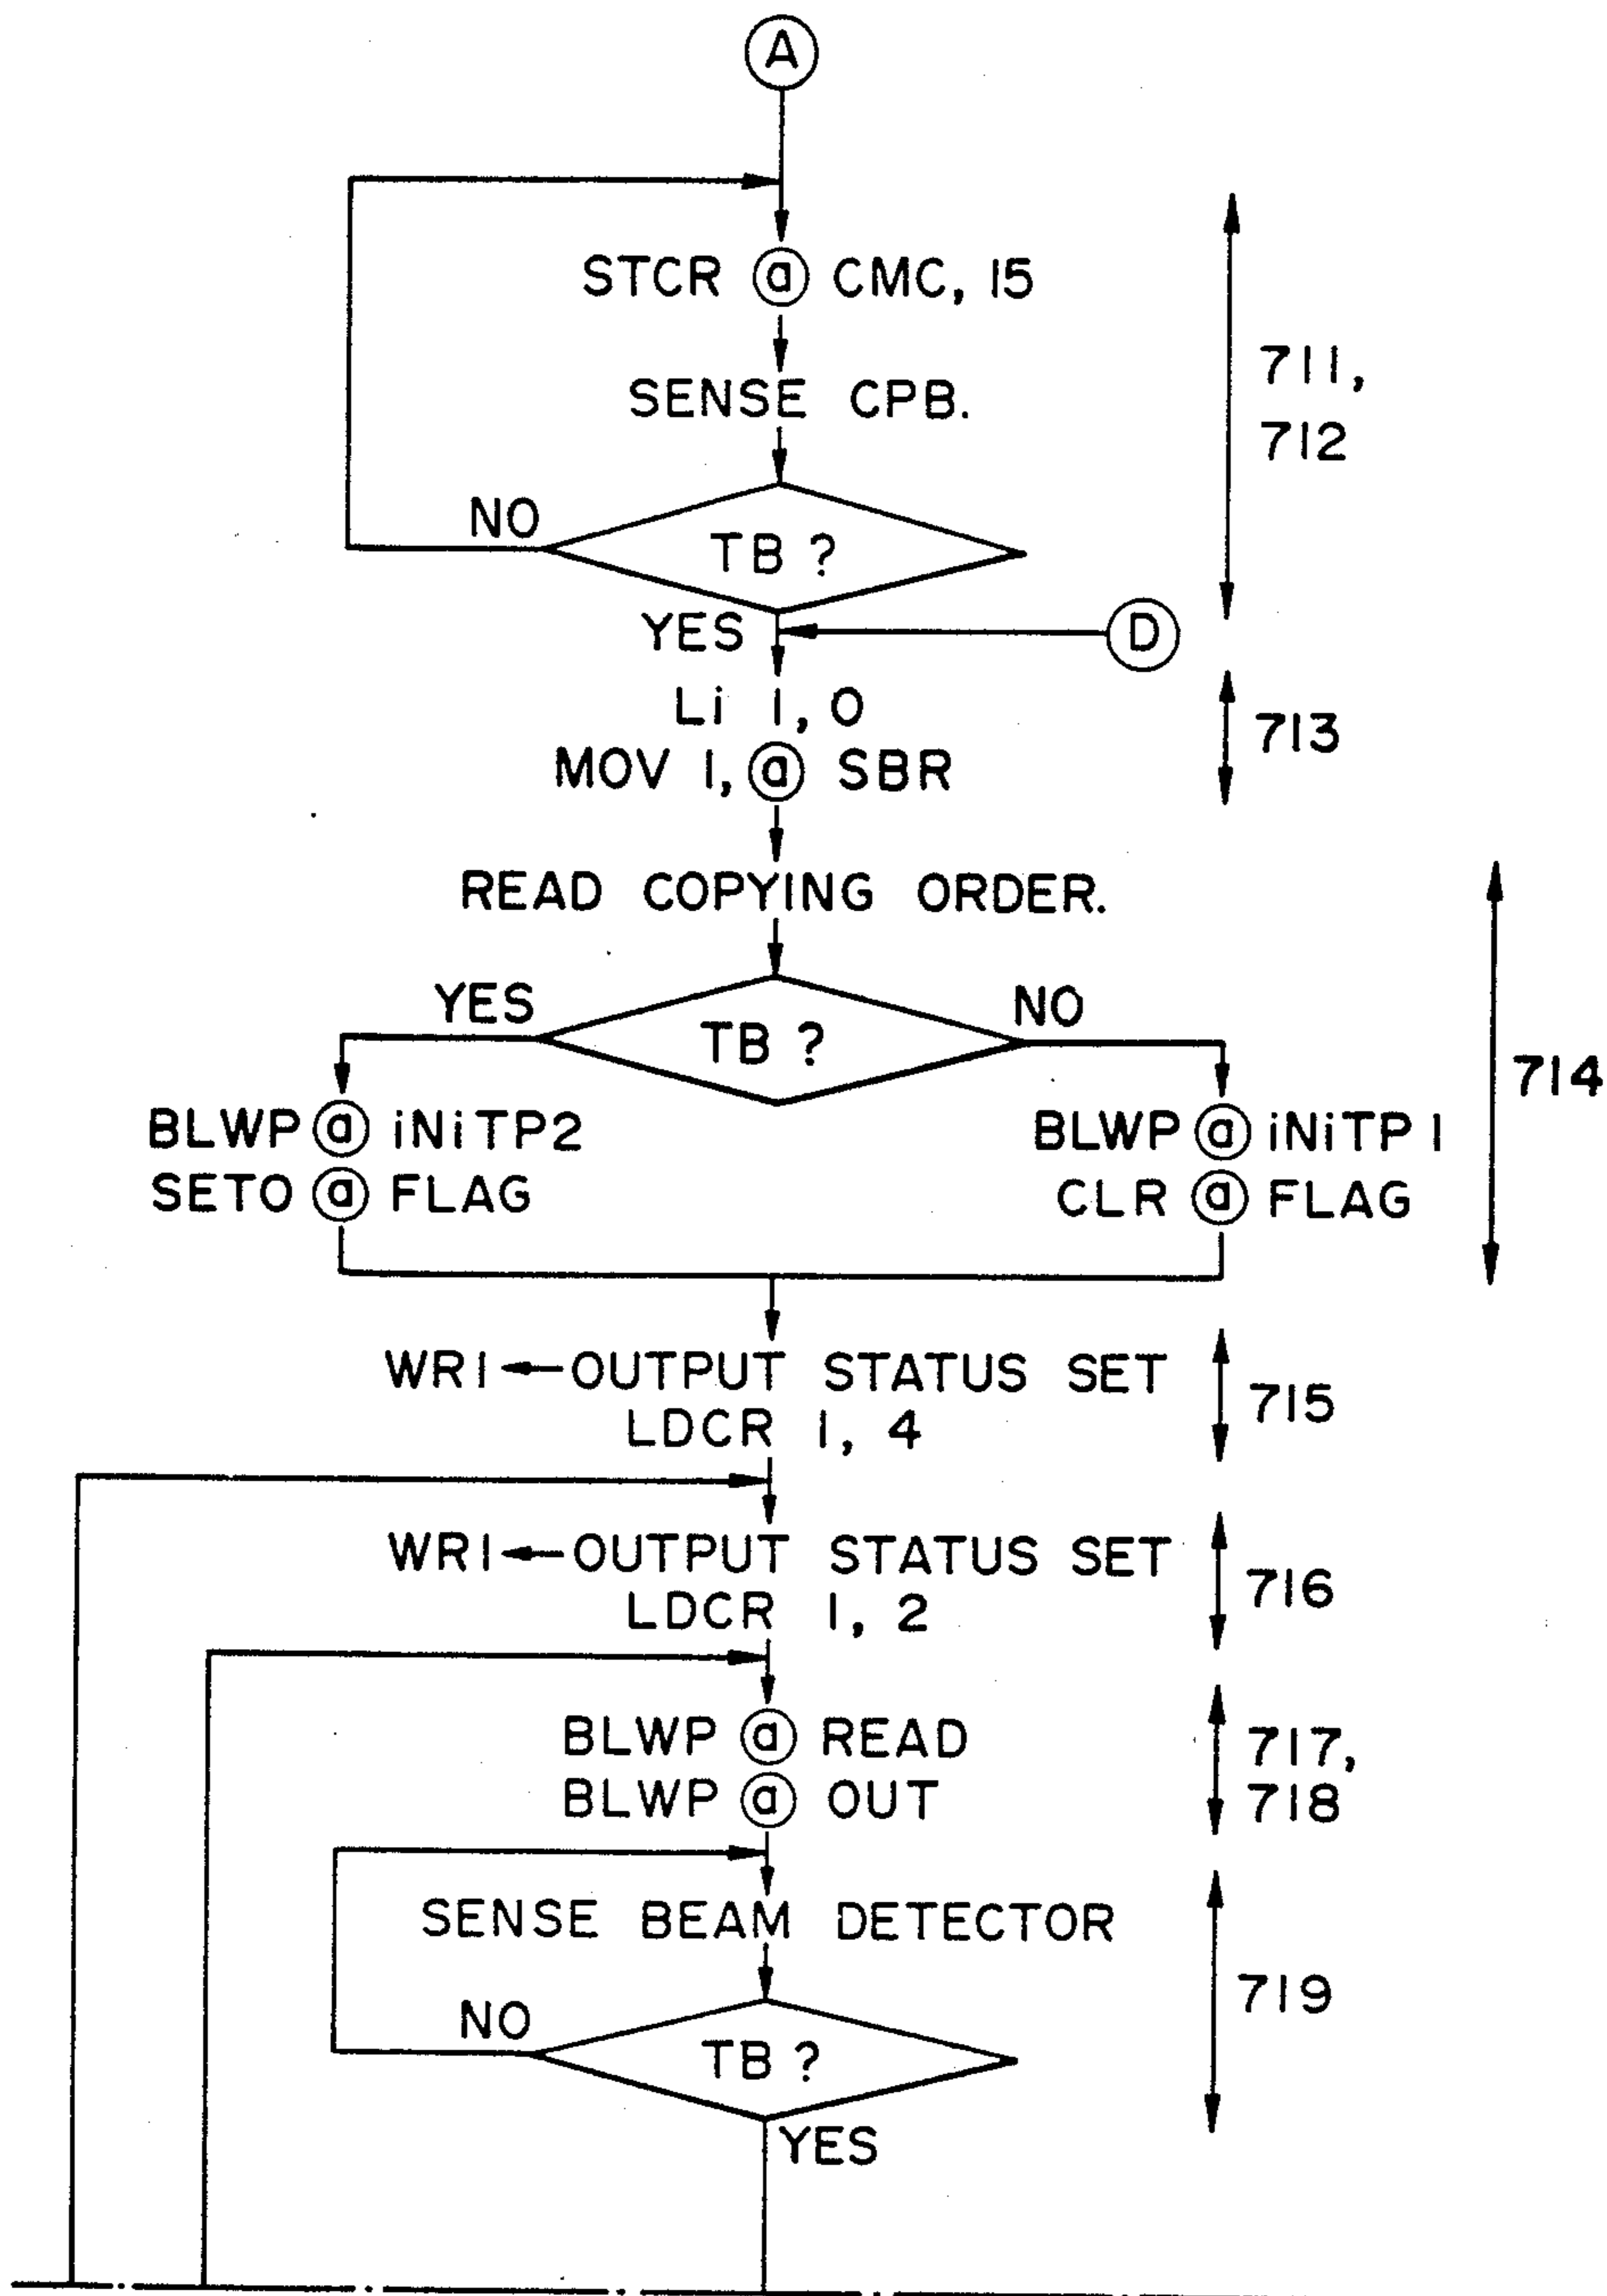 A
STCR ⓐ CMC, 15
SENSE CPB.
711,
712
NO
TB ?
YES
D
Li 1, 0
MOV 1, ⓐ SBR
713
READ COPYING ORDER.
YES
TB ?
NO
714
BLWP ⓐ iNiTP2
SETO ⓐ FLAG
BLWP ⓐ iNiTP1
CLR ⓐ FLAG
WR1←OUTPUT STATUS SET
LDCR 1, 4
715
WR1←OUTPUT STATUS SET
LDCR 1, 2
716
BLWP ⓐ READ
BLWP ⓐ OUT
717,
718
SENSE BEAM DETECTOR
719
NO
TB ?
YES